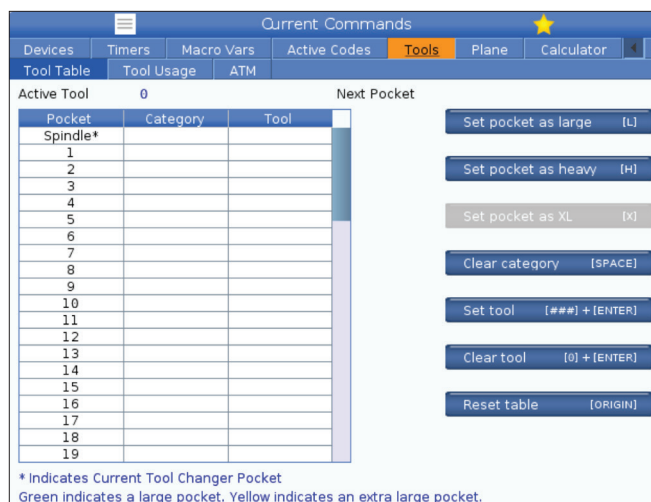 Current Commands
Devices Timers Macro Vars Active Codes Tools Plane Calculator
Tool Table Tool Usage ATM
Active Tool 0 Next Pocket
Pocket Category Tool
Spindle*
1
2
3
4
5
6
7
8
9
10
11
12
13
14
15
16
17
18
19
Set pocket as large [L]
Set pocket as heavy [H]
Set pocket as XL [X]
Clear category [SPACE]
Set tool [###]+[ENTER]
Clear tool [0]+[ENTER]
Reset table [ORIGIN]
* Indicates Current Tool Changer Pocket
Green indicates a large pocket. Yellow indicates an extra large pocket.